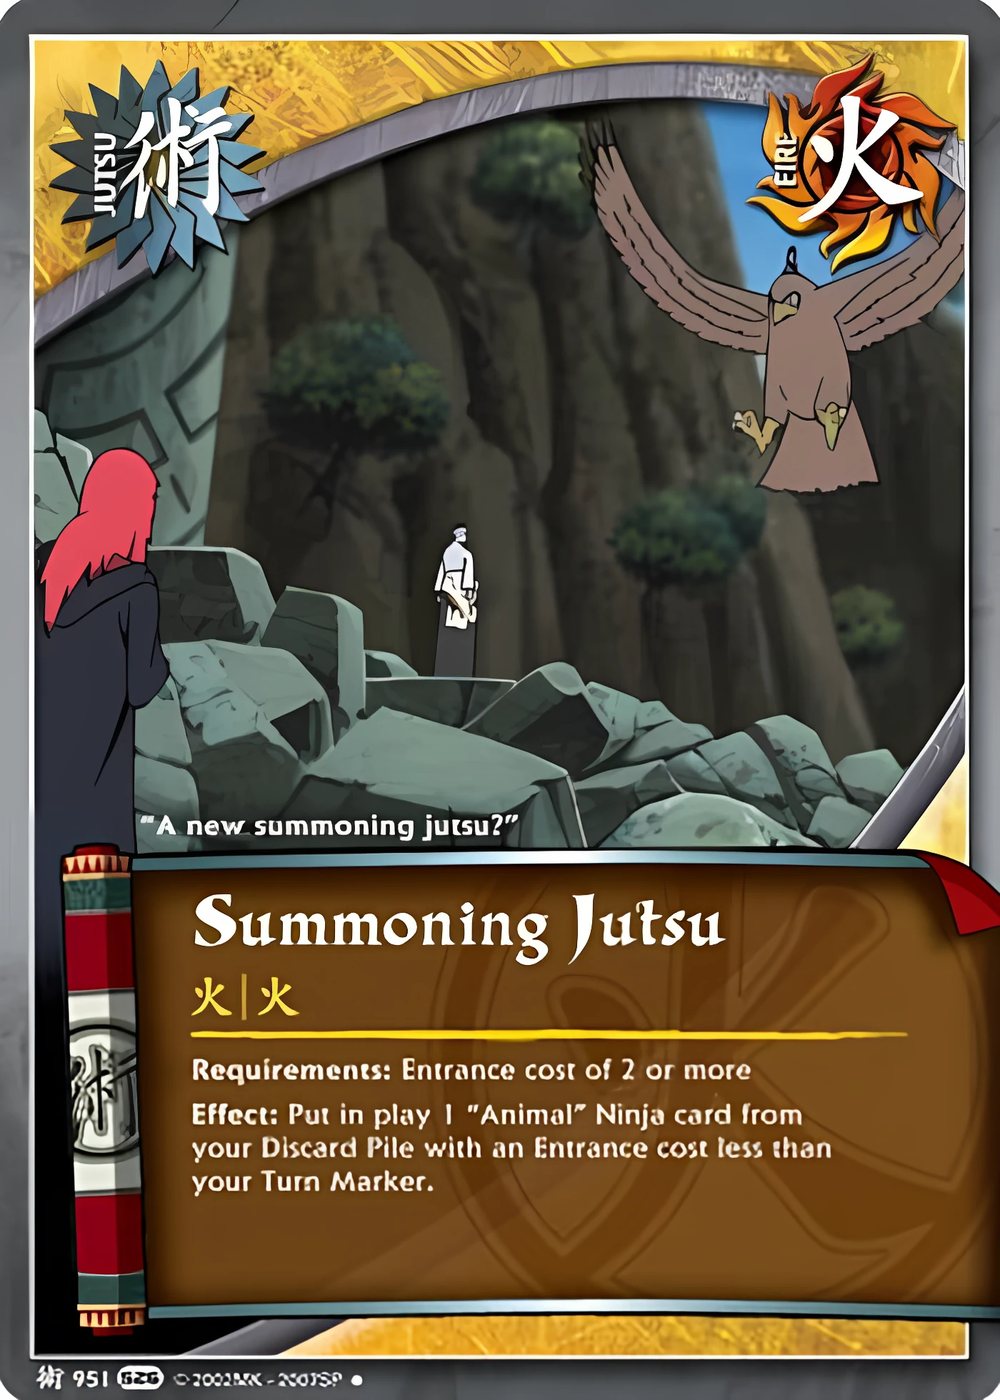 JUTSU 術
FIRE 火
"A new summoning jutsu?"
Summoning Jutsu
火|火
Requirements: Entrance cost of 2 or more
Effect: Put in play 1 "Animal" Ninja card from
your Discard Pile with an Entrance cost less than
your Turn Marker.
術
術 951